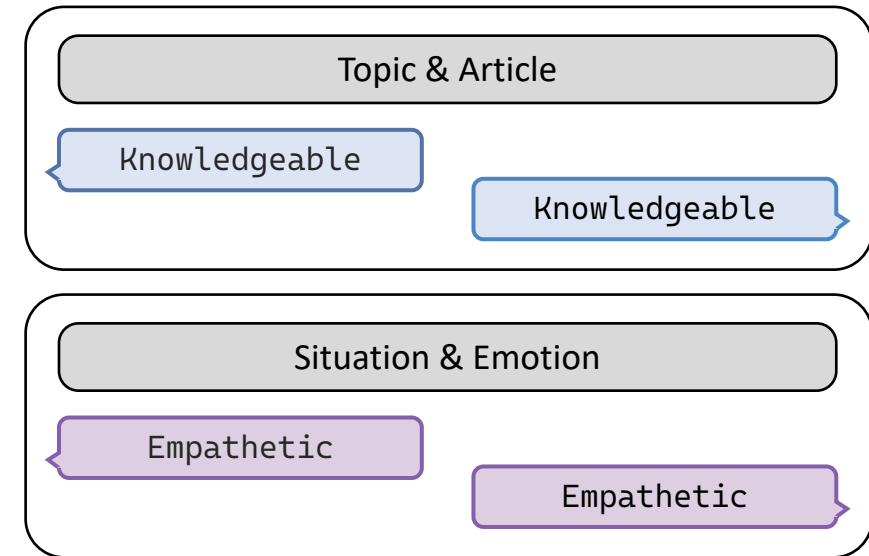 Topic & Article
Knowledgeable
Knowledgeable
Situation & Emotion
Empathetic
Empathetic